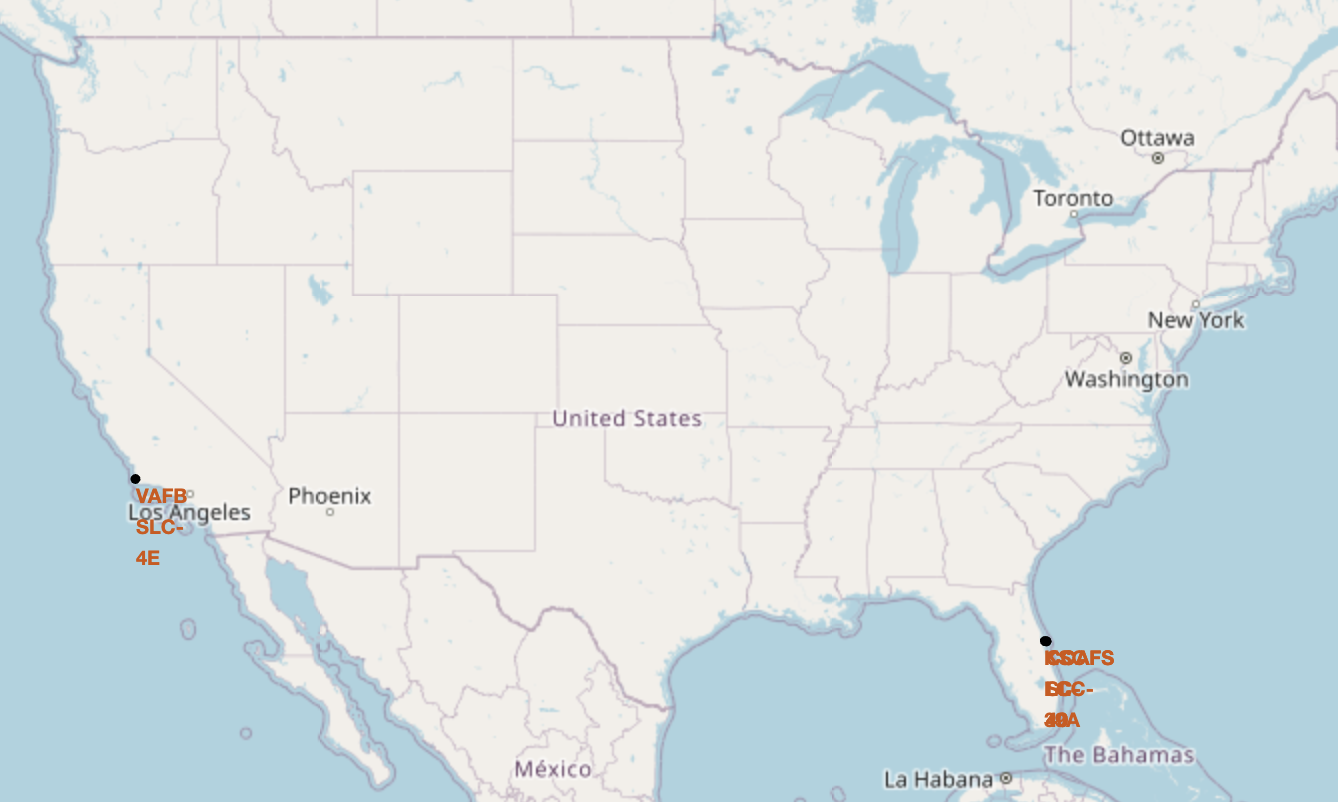 Ottawa
Toronto
New York
Washington
United States
VAFB
SLC-
4E
Los Angeles
Phoenix
The Bahamas
La Habana
México